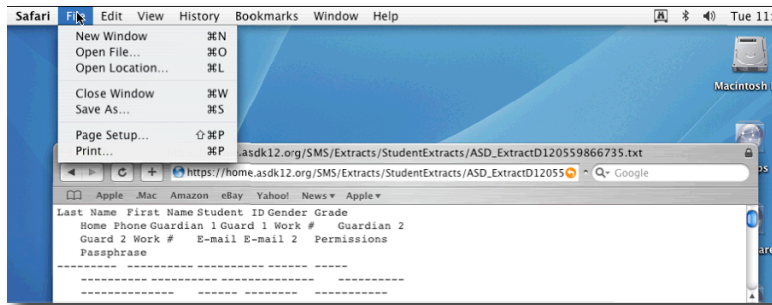 Safari File Edit View History Bookmarks Window Help Tue 11:
New Window ⌘N
Open File... ⌘O
Open Location... ⌘L
Close Window ⌘W
Save As... ⌘S
Page Setup... ⇧⌘P
Print... ⌘P
Macintosh
.asdk12.org/SMS/Extracts/StudentExtracts/ASD_ExtractD120559866735.txt
https://home.asdk12.org/SMS/Extracts/StudentExtracts/ASD_ExtractD12055 Google
Apple .Mac Amazon eBay Yahoo! News Apple
Last Name First Name Student ID Gender Grade
Home Phone Guardian 1 Guard 1 Work # Guardian 2
Guard 2 Work # E-mail E-mail 2 Permissions
Passphrase
--------- ---------- ---------- ------ -----
---------- ---------- -------------- ----------
-------------- ------ -------- -----------